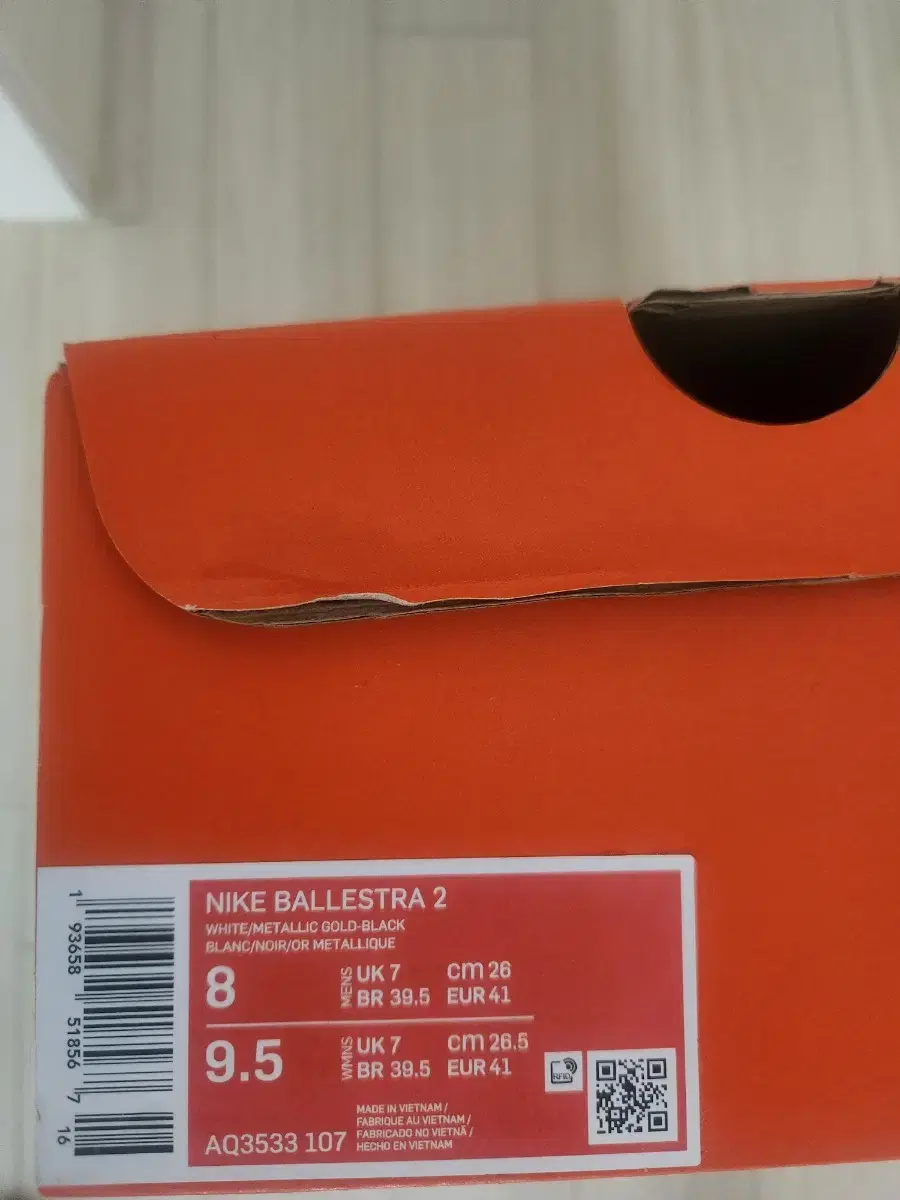 NIKE BALLESTRA 2
WHITE/METALLIC GOLD-BLACK
BLANC/NOIR/OR METALLIQUE
8 MENS UK 7 cm 26
BR 39.5 EUR 41
9.5 WMNS UK 7 cm 26.5
BR 39.5 EUR 41
RFID
AQ3533 107
MADE IN VIETNAM /
FABRIQUE AU VIETNAM /
FABRICADO NO VIETNÃ /
HECHO EN VIETNAM
1 93658 51856 7 16